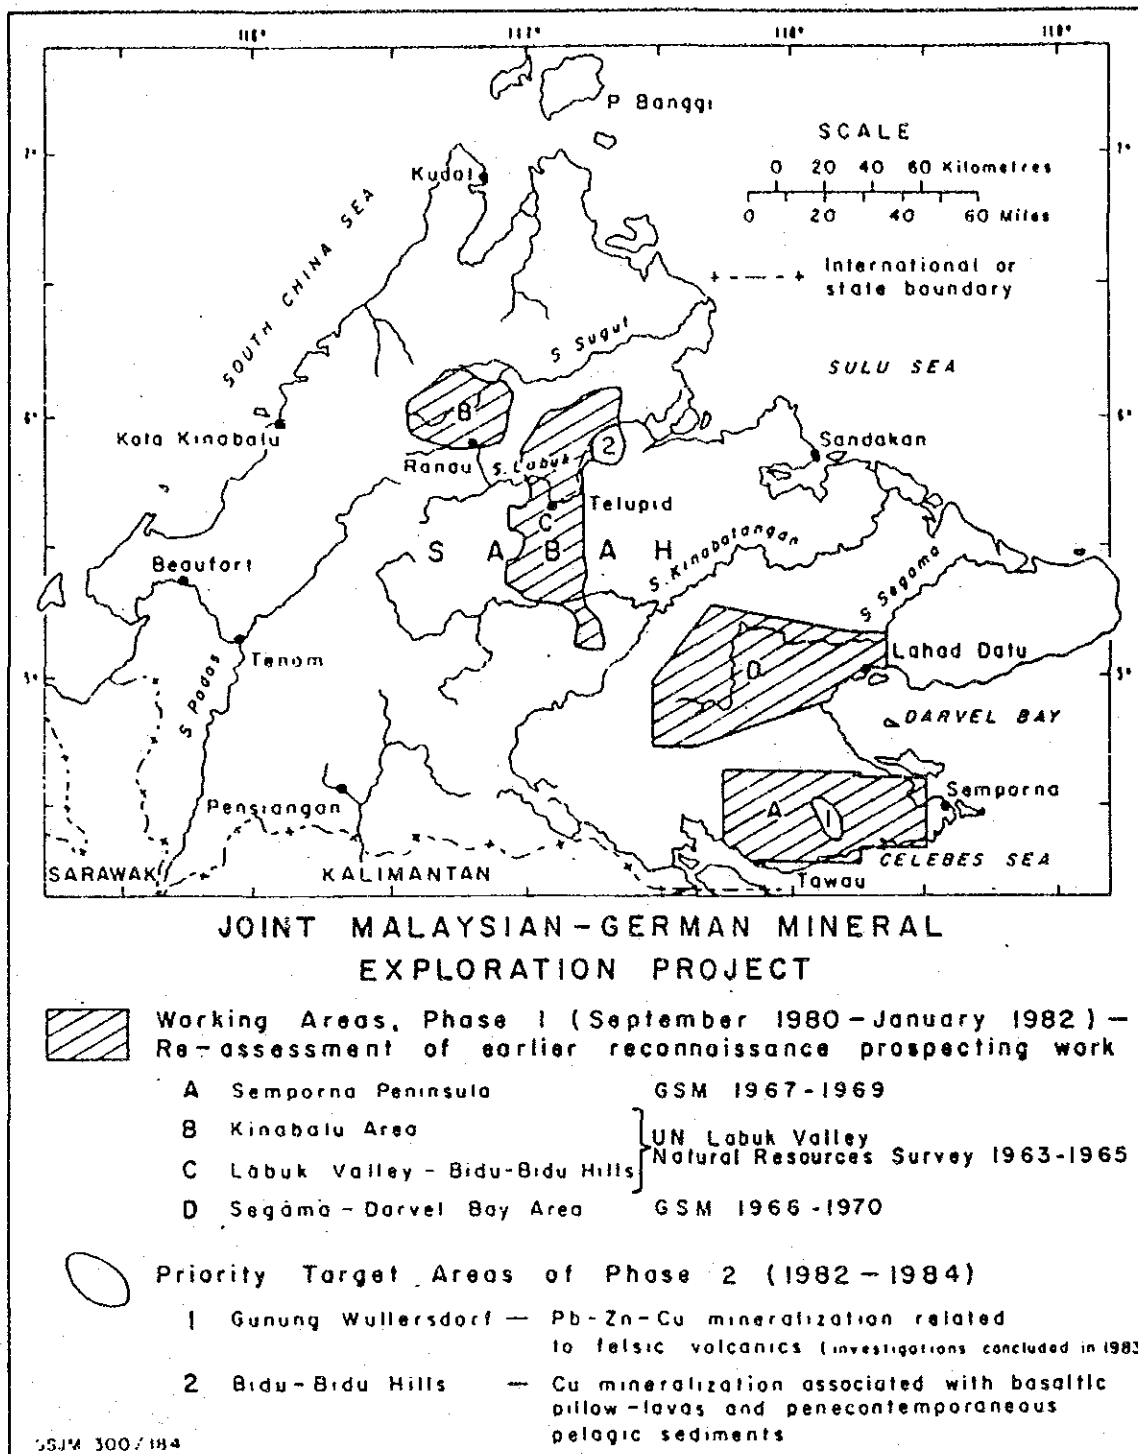 116° 117° 118° 119°
P Banggi
SCALE
7° 7°
0 20 40 60 Kilometres
Kudat
0 20 40 60 Miles
SOUTH CHINA SEA
International or
state boundary
S Sugut
SULU SEA
6° 6°
B
Kota Kinabalu
2
Sandakan
Ranau
S. Labuk
Telupid
C
SABAH
S. Kinabatangan
Beaufort
S Segama
Tenom
Lahad Datu
5° 5°
D
S Padas
DARVEL BAY
Semporna
Pensiangan
A
1
CELEBES SEA
SARAWAK
KALIMANTAN
Tawau
JOINT MALAYSIAN-GERMAN MINERAL
EXPLORATION PROJECT
Working Areas, Phase 1 (September 1980-January 1982) -
Re-assessment of earlier reconnaissance prospecting work
A Semporna Peninsula GSM 1967-1969
B Kinabalu Area
UN Labuk Valley
Natural Resources Survey 1963-1965
C Labuk Valley - Bidu-Bidu Hills
D Segama - Darvel Bay Area GSM 1966-1970
Priority Target Areas of Phase 2 (1982-1984)
1 Gunung Wullersdorf — Pb-Zn-Cu mineralization related
to felsic volcanics (investigations concluded in 1983
2 Bidu-Bidu Hills — Cu mineralization associated with basaltic
pillow-lavas and penecontemporaneous
pelagic sediments
300/184